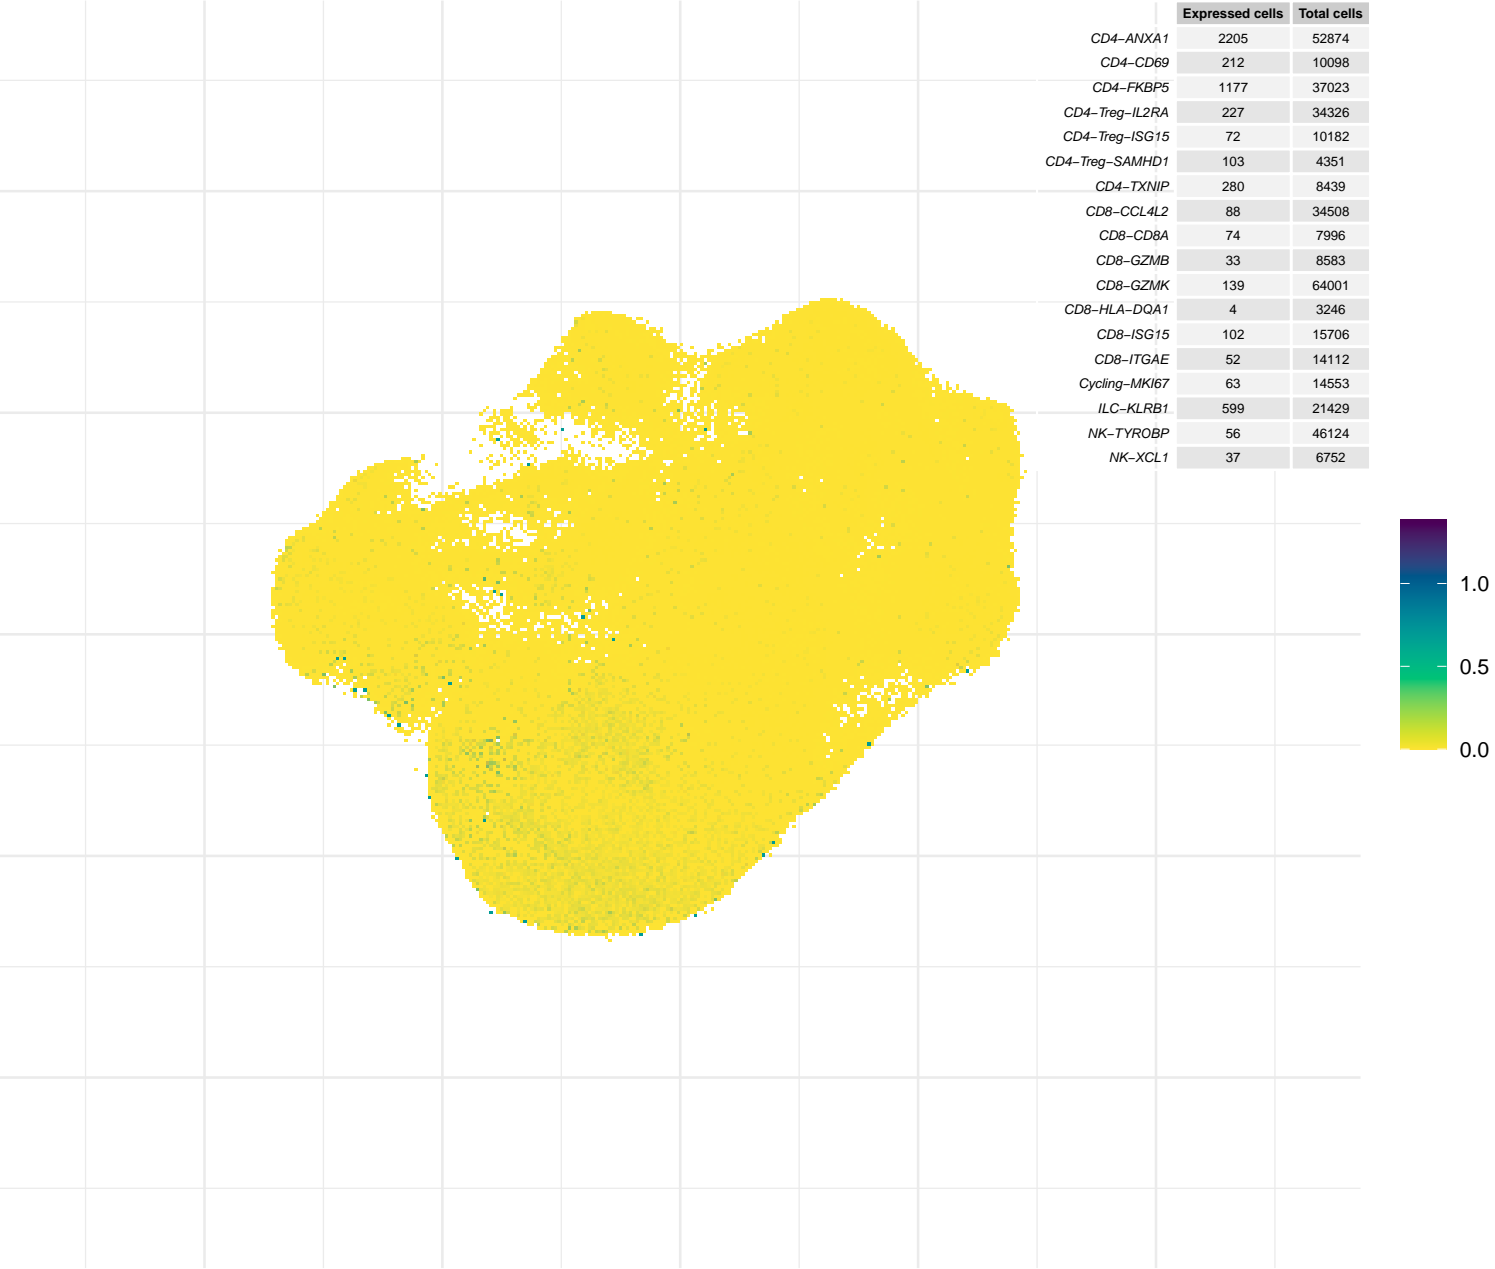 Expressed cells Total cells
CD4−ANXA1 2205 52874
CD4−CD69 212 10098
CD4−FKBP5 1177 37023
CD4−Treg−IL2RA 227 34326
CD4−Treg−ISG15 72 10182
CD4−Treg−SAMHD1 103 4351
CD4−TXNIP 280 8439
CD8−CCL4L2 88 34508
CD8−CD8A 74 7996
CD8−GZMB 33 8583
CD8−GZMK 139 64001
CD8−HLA−DQA1 4 3246
CD8−ISG15 102 15706
CD8−ITGAE 52 14112
Cycling−MKI67 63 14553
ILC−KLRB1 599 21429
NK−TYROBP 56 46124
NK−XCL1 37 6752
1.0
0.5
0.0